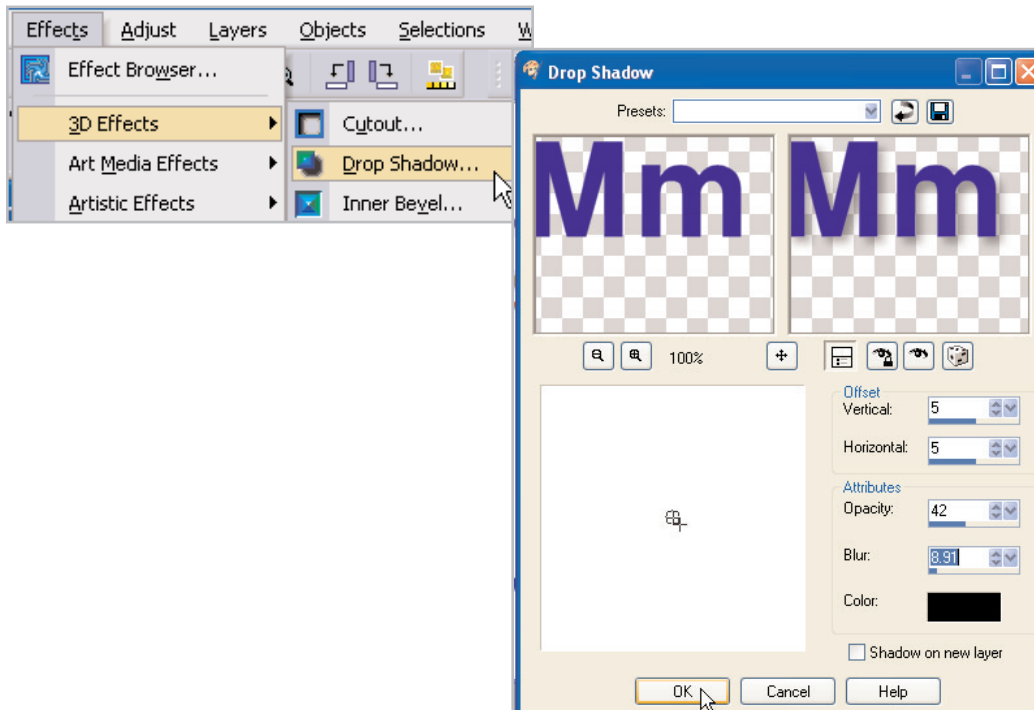 Effects Adjust Layers Objects Selections W
Effect Browser...
3D Effects
Art Media Effects
Artistic Effects
Cutout...
Drop Shadow...
Inner Bevel...
Drop Shadow
Presets:
Mm Mm
100%
Offset
Vertical: 5
Horizontal: 5
Attributes
Opacity: 42
Blur: 8.91
Color:
Shadow on new layer
OK Cancel Help